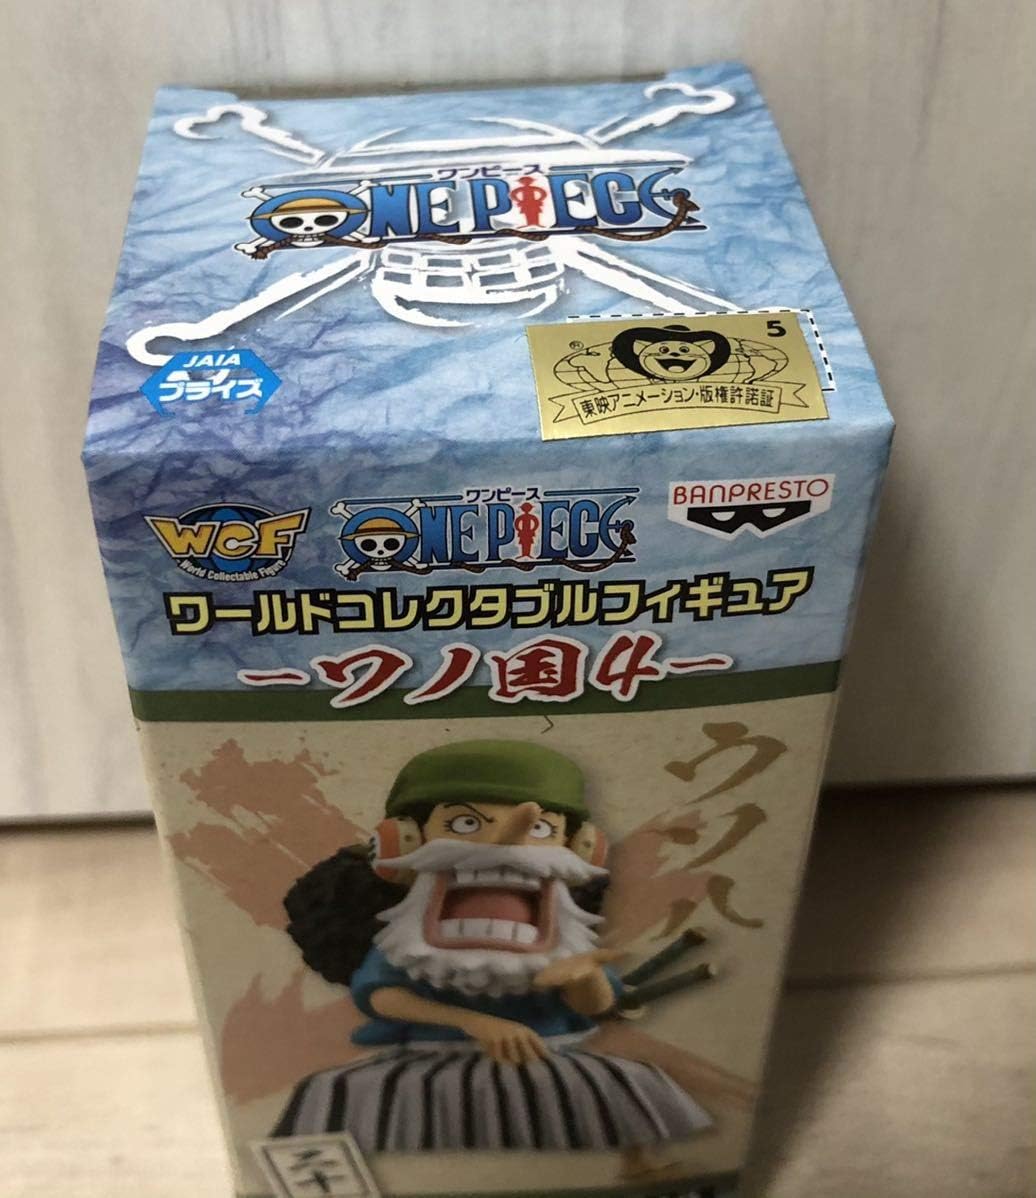 ワンピース
ONE PIECE
5
®
東映アニメーション・版権許諾証
JAIA
プライズ
WCF
World Collectable Figure
ワンピース
ONE PIECE
BANPRESTO
ワールドコレクタブルフィギュア
-ワノ国4-
ウソハ